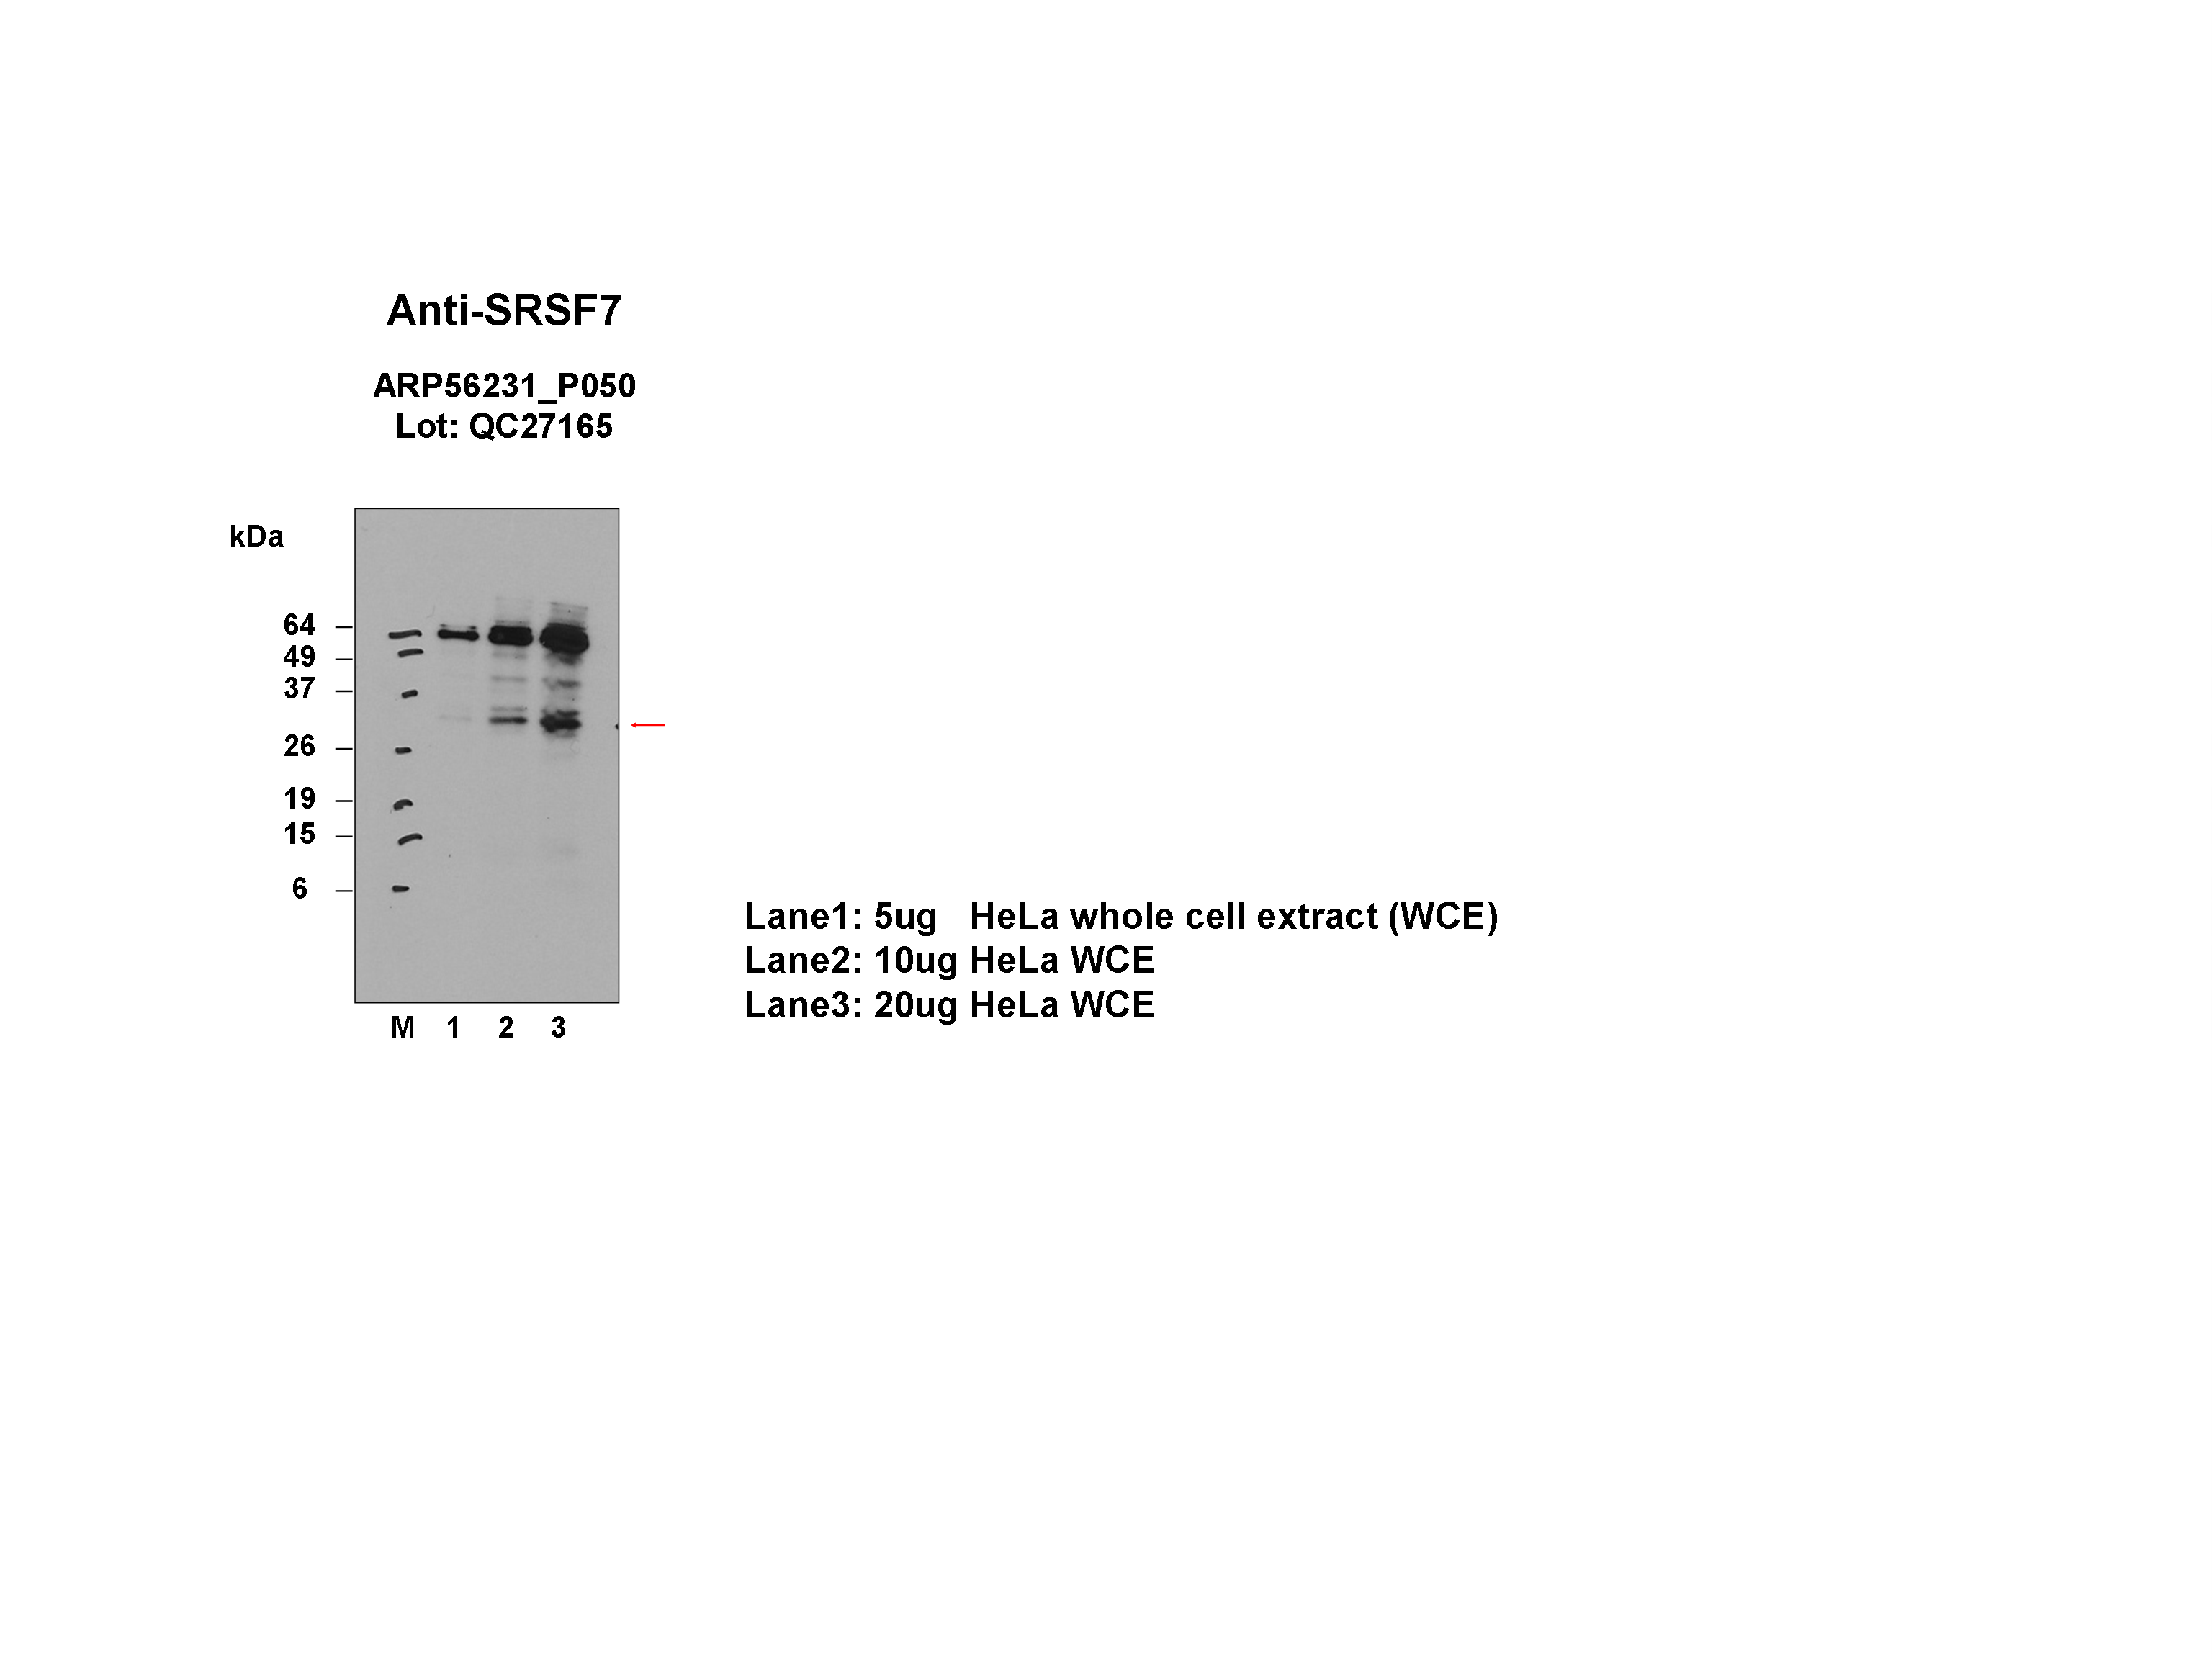 Anti-SRSF7
ARP56231_P050
Lot: QC27165
kDa
64
49
37
26
19
15
6
M 1 2 3
Lane1: 5ug HeLa whole cell extract (WCE)
Lane2: 10ug HeLa WCE
Lane3: 20ug HeLa WCE